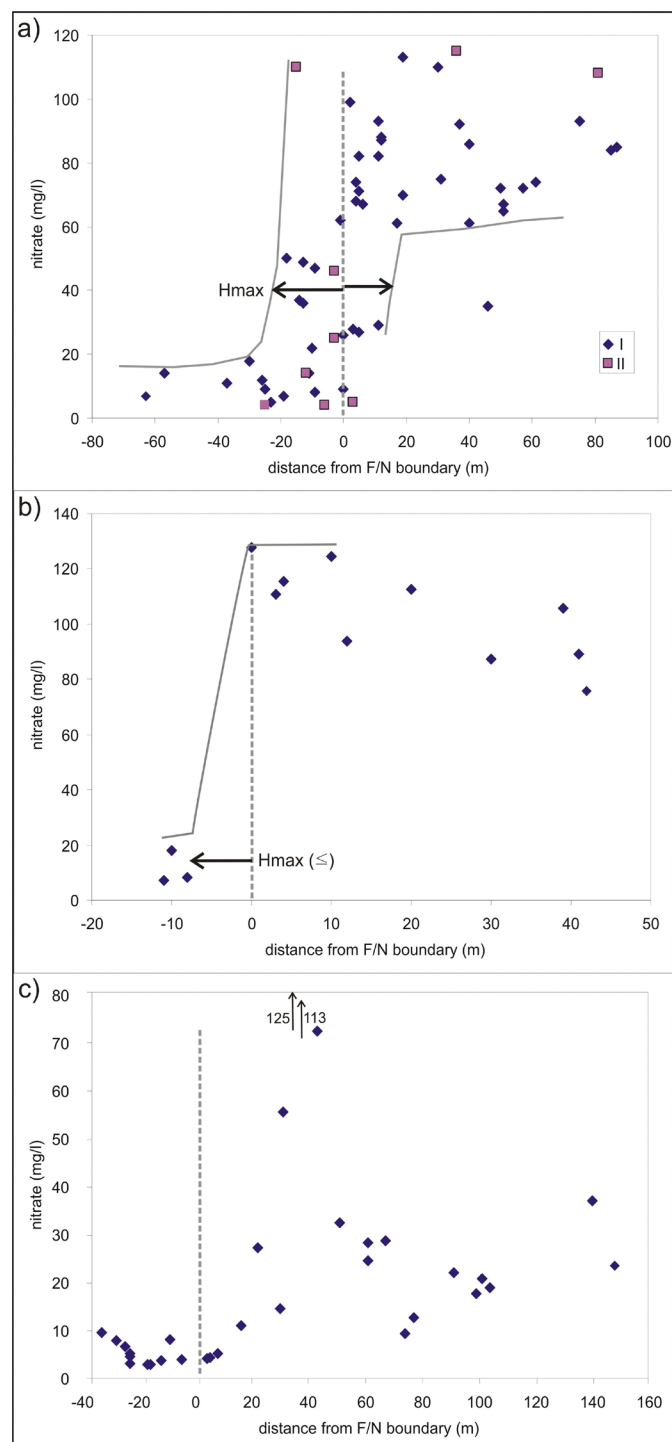 a)
120
100
80
60
40
20
0
nitrate (mg/l)
Hmax
I
II
-80 -60 -40 -20 0 20 40 60 80 100
distance from F/N boundary (m)
b)
140
130
120
100
80
60
40
20
0
nitrate (mg/l)
Hmax (≤)
-20 -10 0 10 20 30 40 50
distance from F/N boundary (m)
c)
80
70
60
50
40
30
20
10
0
nitrate (mg/l)
125 113
-40 -20 0 20 40 60 80 100 120 140 160
distance from F/N boundary (m)